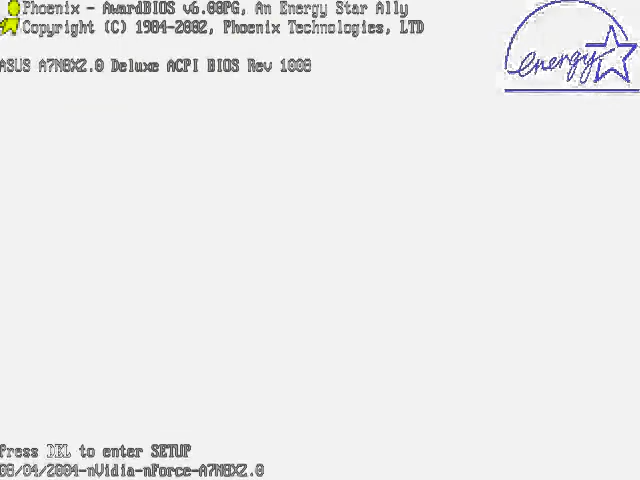 Phoenix - AwardBIOS v6.00PG, An Energy Star Ally
Copyright (C) 1984-2002, Phoenix Technologies, LTD
energy
ASUS A7N8X2.0 Deluxe ACPI BIOS Rev 1008
Press DEL to enter SETUP
08/04/2004-nVidia-nForce-A7N8X2.0